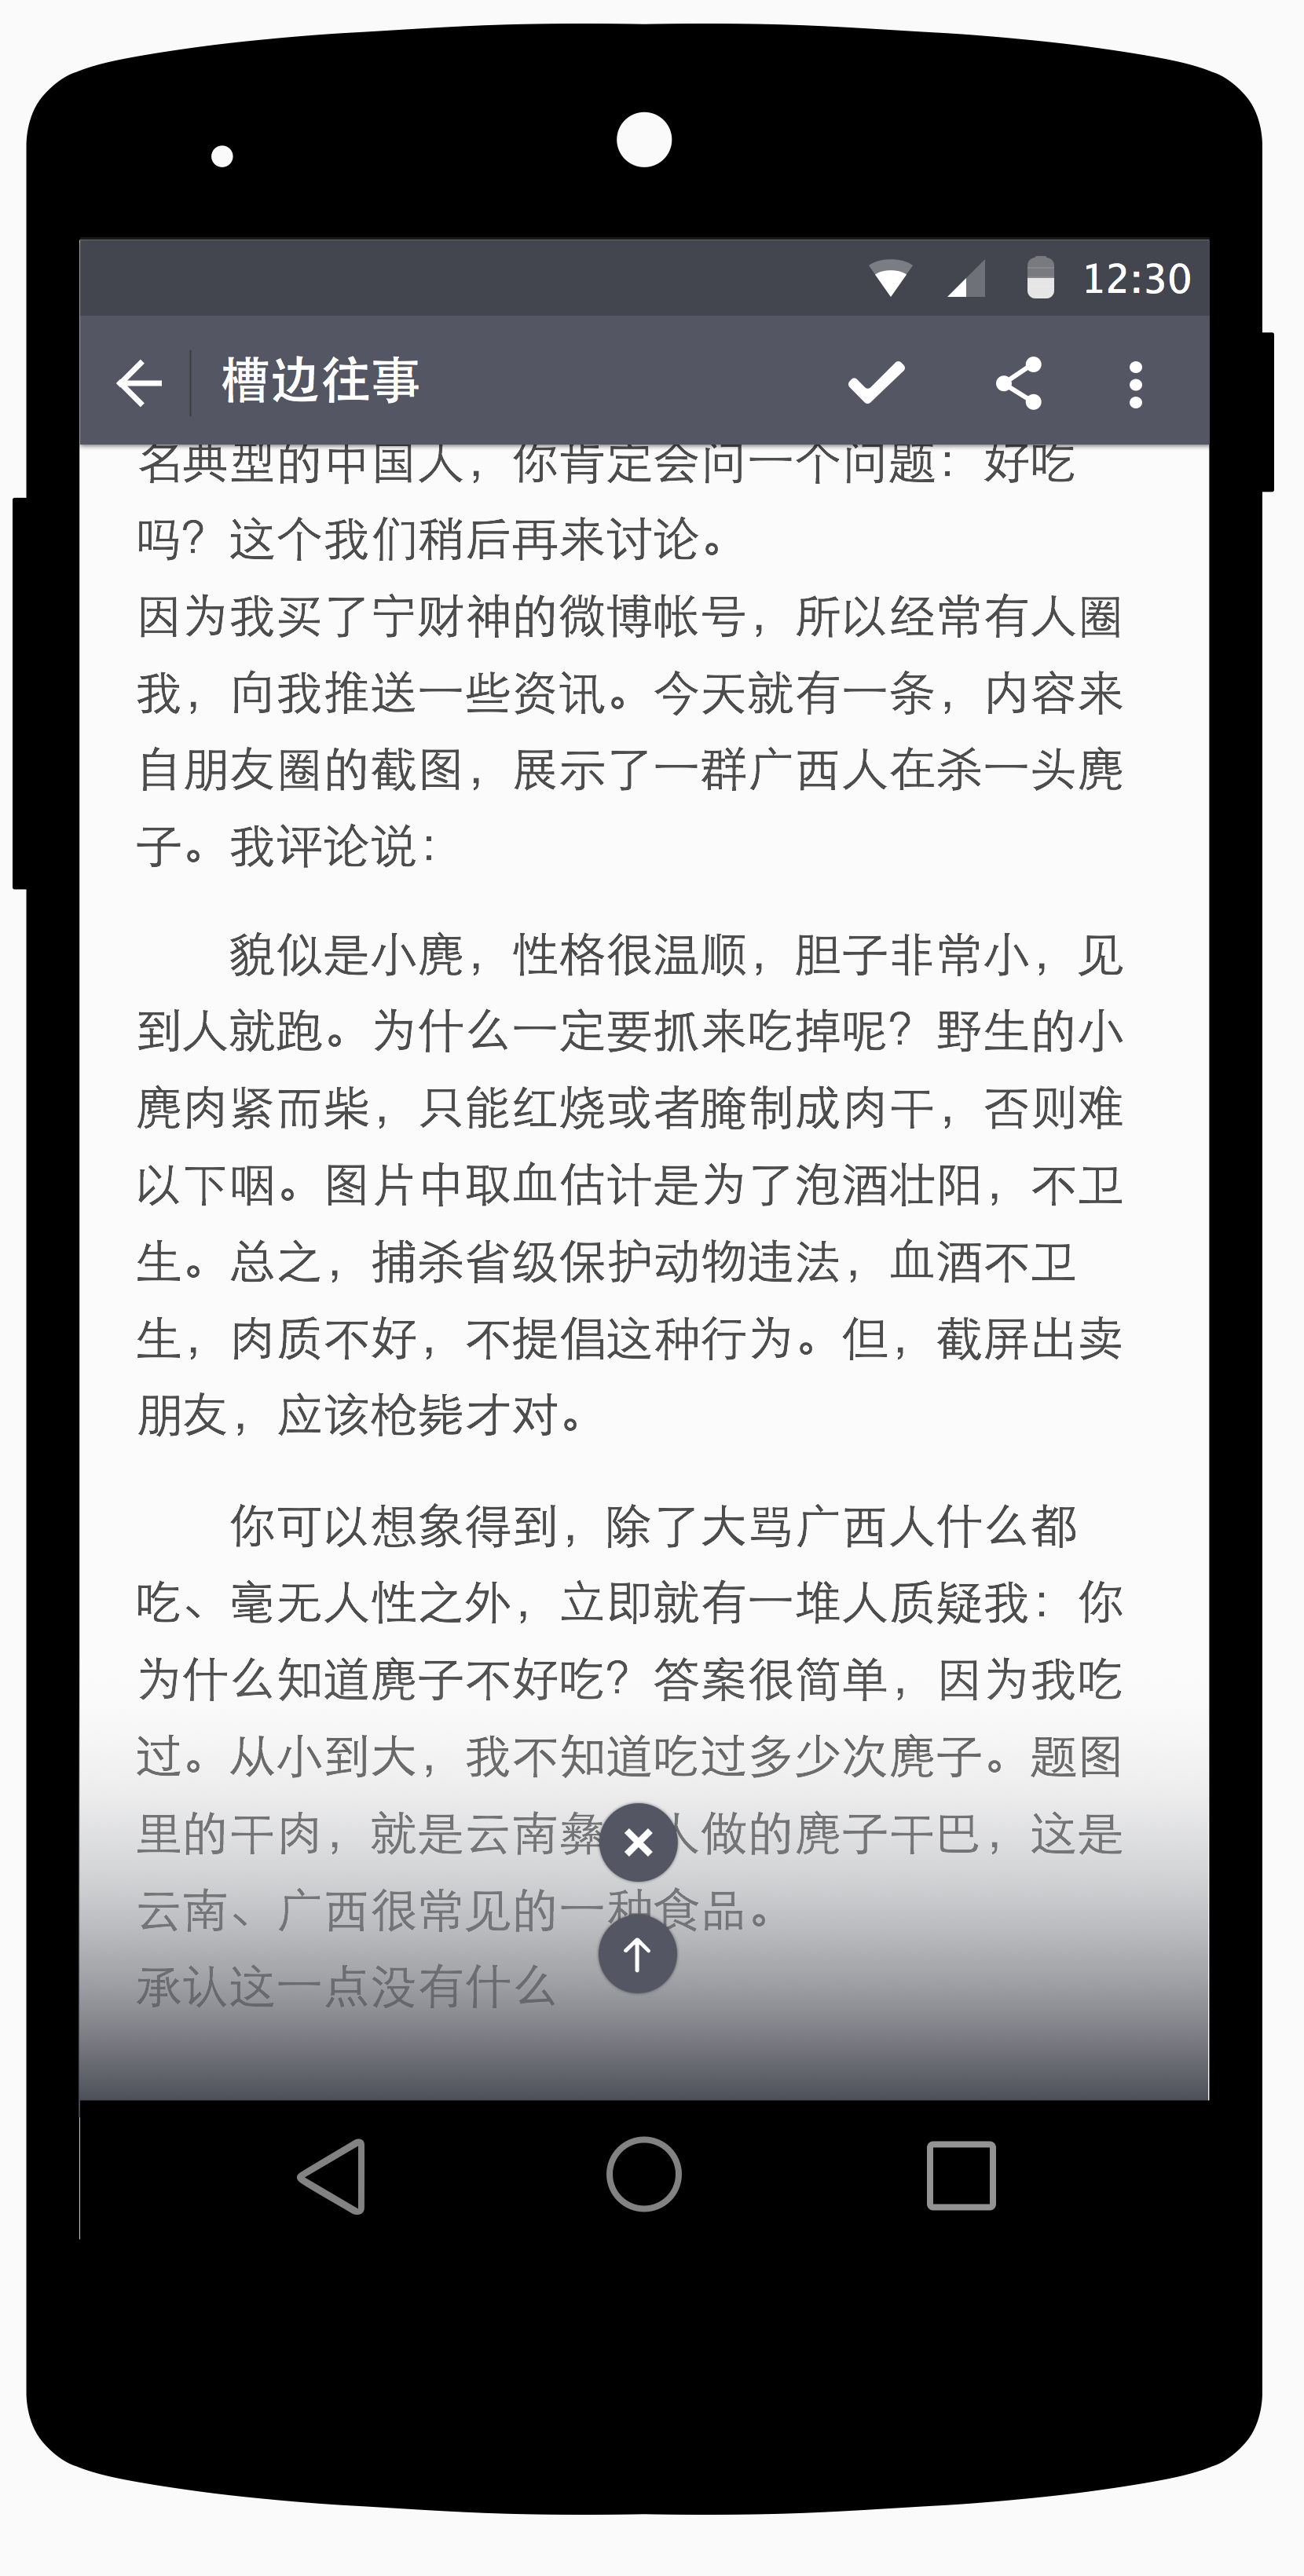 12:30
槽边往事
名典型的中国人，你肯定会问一个问题：好吃
吗？这个我们稍后再来讨论。
因为我买了宁财神的微博帐号，所以经常有人圈
我，向我推送一些资讯。今天就有一条，内容来
自朋友圈的截图，展示了一群广西人在杀一头麂
子。我评论说：
貌似是小麂，性格很温顺，胆子非常小，见
到人就跑。为什么一定要抓来吃掉呢？野生的小
麂肉紧而柴，只能红烧或者腌制成肉干，否则难
以下咽。图片中取血估计是为了泡酒壮阳，不卫
生。总之，捕杀省级保护动物违法，血酒不卫
生，肉质不好，不提倡这种行为。但，截屏出卖
朋友，应该枪毙才对。
你可以想象得到，除了大骂广西人什么都
吃、毫无人性之外，立即就有一堆人质疑我：你
为什么知道麂子不好吃？答案很简单，因为我吃
过。从小到大，我不知道吃过多少次麂子。题图
里的干肉，就是云南彝人做的麂子干巴，这是
云南、广西很常见的一种食品。
承认这一点没有什么